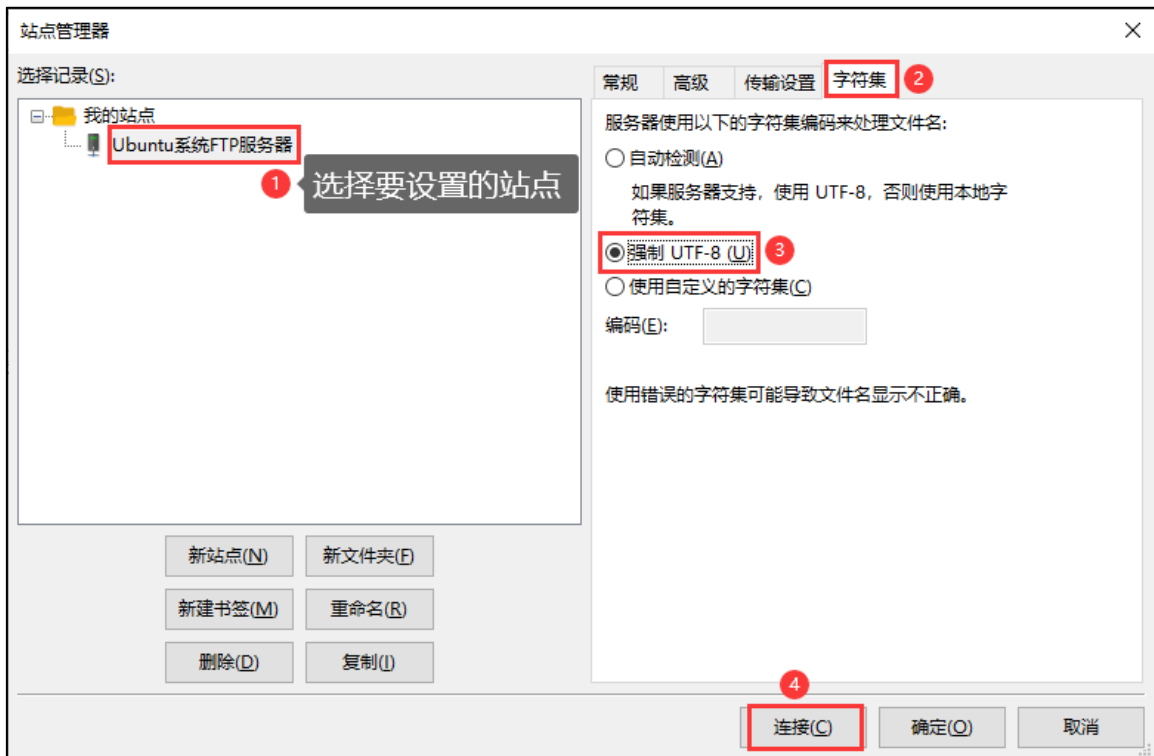 站点管理器
选择记录(S):
我的站点
Ubuntu系统FTP服务器
1
选择要设置的站点
新站点(N)
新文件夹(F)
新建书签(M)
重命名(R)
删除(D)
复制(I)
常规
高级
传输设置
字符集
2
服务器使用以下的字符集编码来处理文件名:
自动检测(A)
如果服务器支持，使用 UTF-8，否则使用本地字
符集。
强制 UTF-8 (U)
3
使用自定义的字符集(C)
编码(E):
使用错误的字符集可能导致文件名显示不正确。
4
连接(C)
确定(O)
取消